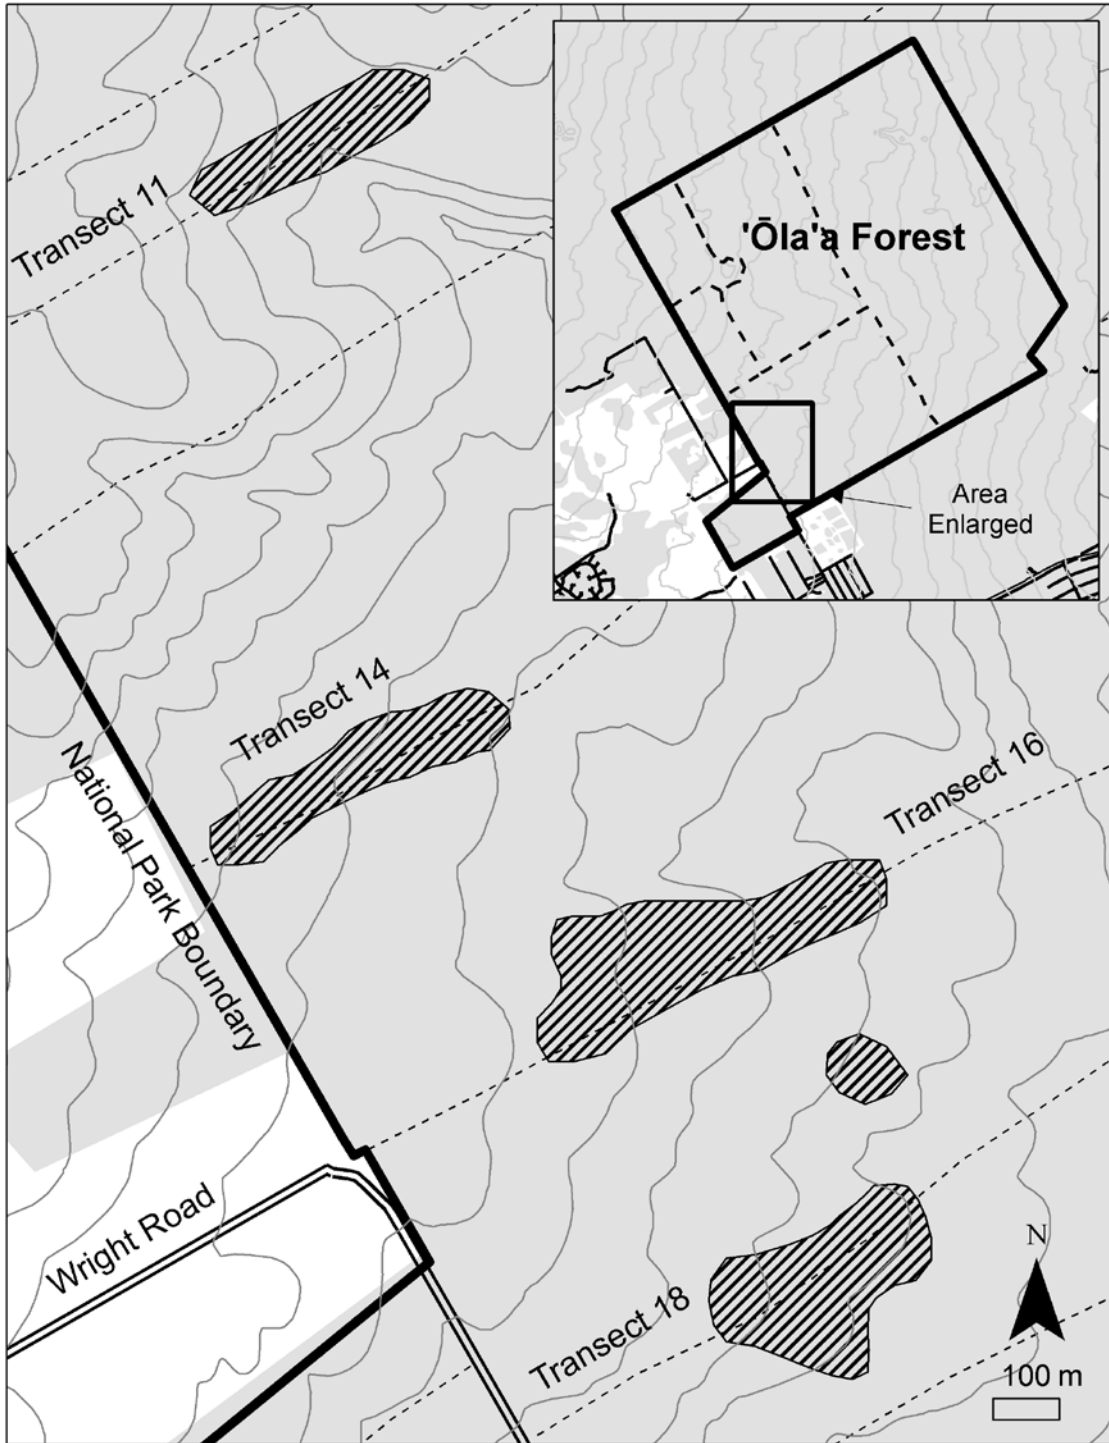 Transect 11
'Ōla'a Forest
Area
Enlarged
Transect 14
National Park Boundary
Transect 16
Wright Road
Transect 18
N
100 m